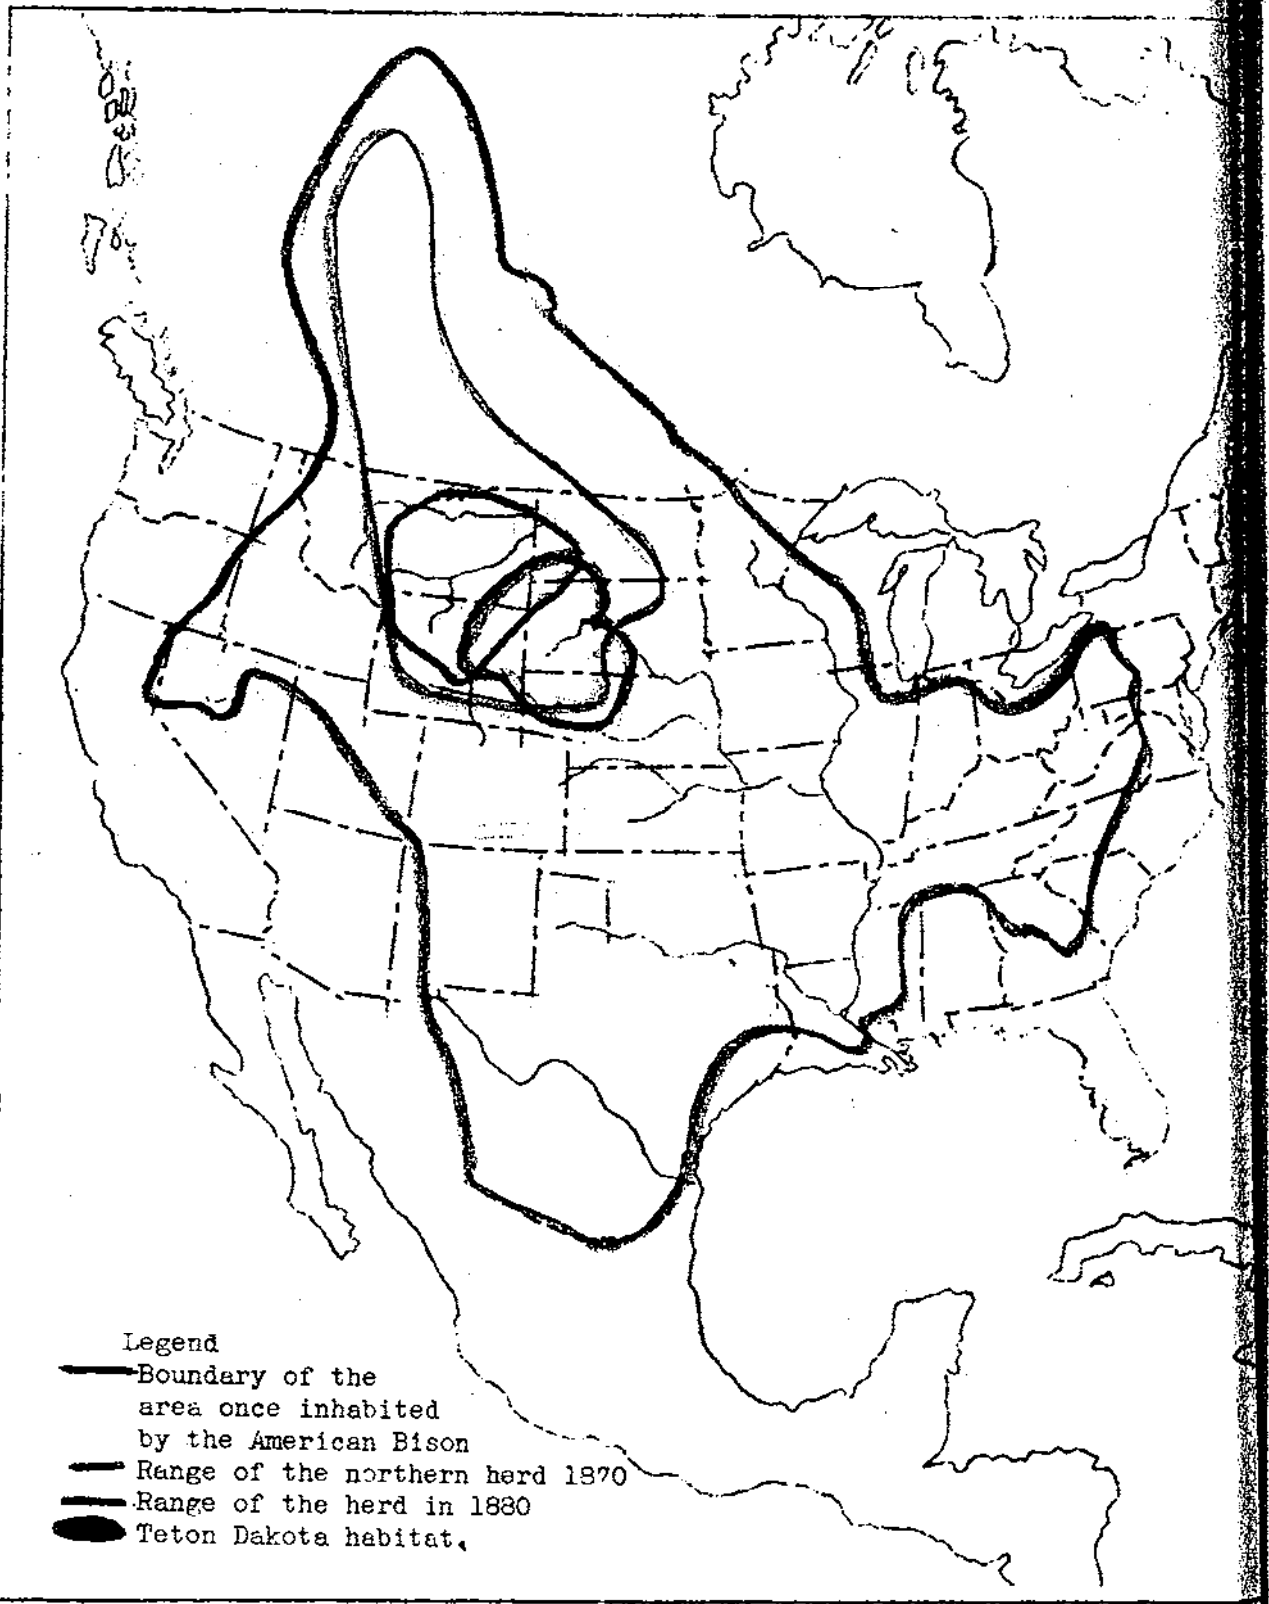 Legend
Boundary of the
area once inhabited
by the American Bison
Range of the northern herd 1870
Range of the herd in 1880
Teton Dakota habitat.